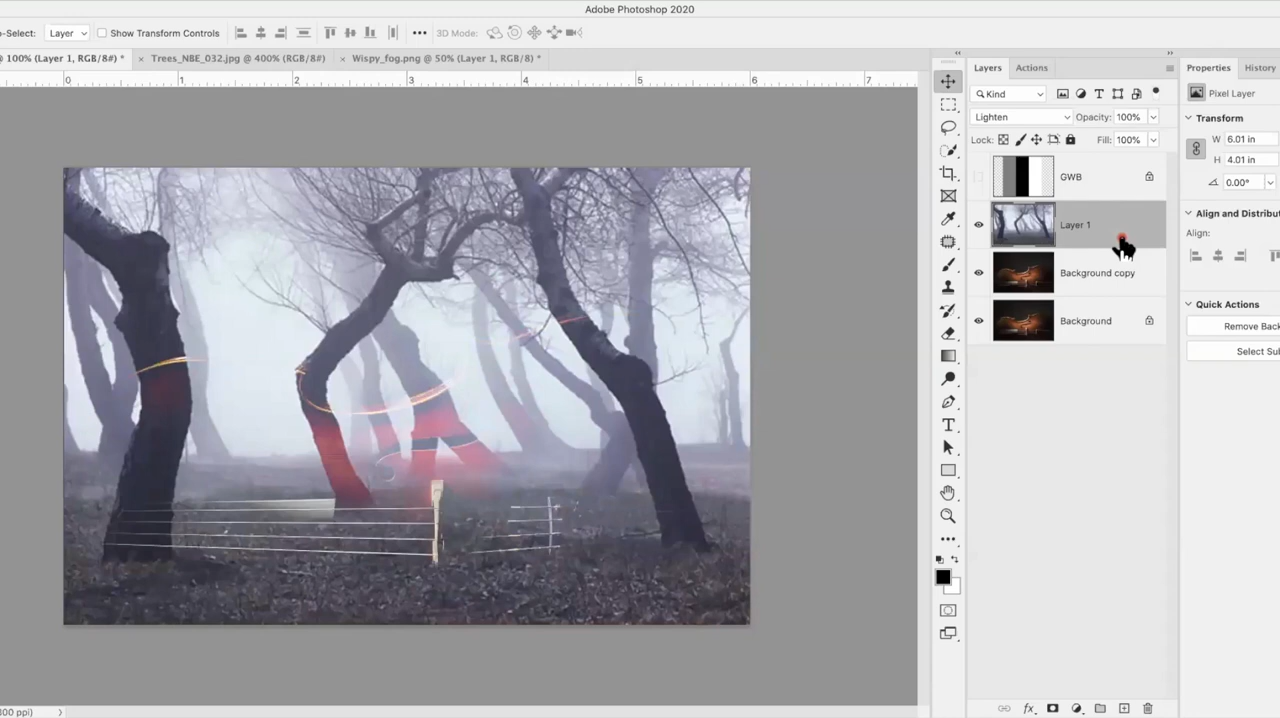 Adobe Photoshop 2020
-Select: Layer Show Transform Controls 3D Mode:
@ 100% (Layer 1, RGB/8#) * × Trees_NBE_032.jpg @ 400% (RGB/8#) × Wispy_fog.png @ 50% (Layer 1, RGB/8) *
0 1 2 3 4 5 6 7
Layers Actions
Kind
Lighten Opacity: 100%
Lock: Fill: 100%
GWB
Layer 1
Background copy
Background
Properties History
Pixel Layer
Transform
W 6.01 in
H 4.01 in
0.00°
Align and Distribut
Align:
Quick Actions
Remove Back
Select Sul
300 ppi)
fx